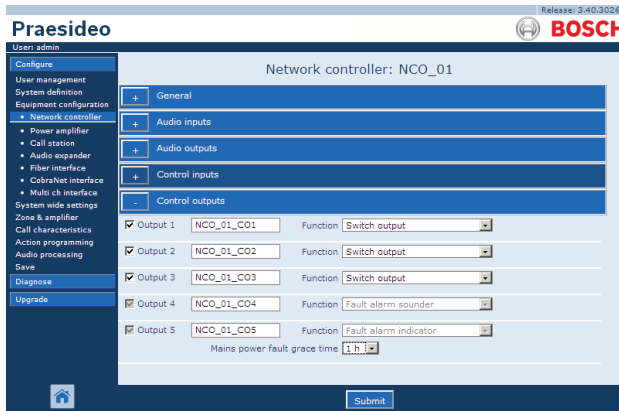 Release: 3.40.3026
Praesideo
BOSCH
User: admin
Configure
User management
System definition
Equipment configuration
• Network controller
• Power amplifier
• Call station
• Audio expander
• Fiber interface
• CobraNet interface
• Multi ch interface
System wide settings
Zone & amplifier
Call characteristics
Action programming
Audio processing
Save
Diagnose
Upgrade
Network controller: NCO_01
+ General
+ Audio inputs
+ Audio outputs
+ Control inputs
- Control outputs
Output 1 NCO_01_CO1 Function Switch output
Output 2 NCO_01_CO2 Function Switch output
Output 3 NCO_01_CO3 Function Switch output
Output 4 NCO_01_CO4 Function Fault alarm sounder
Output 5 NCO_01_CO5 Function Fault alarm indicator
Mains power fault grace time 1 h
Submit